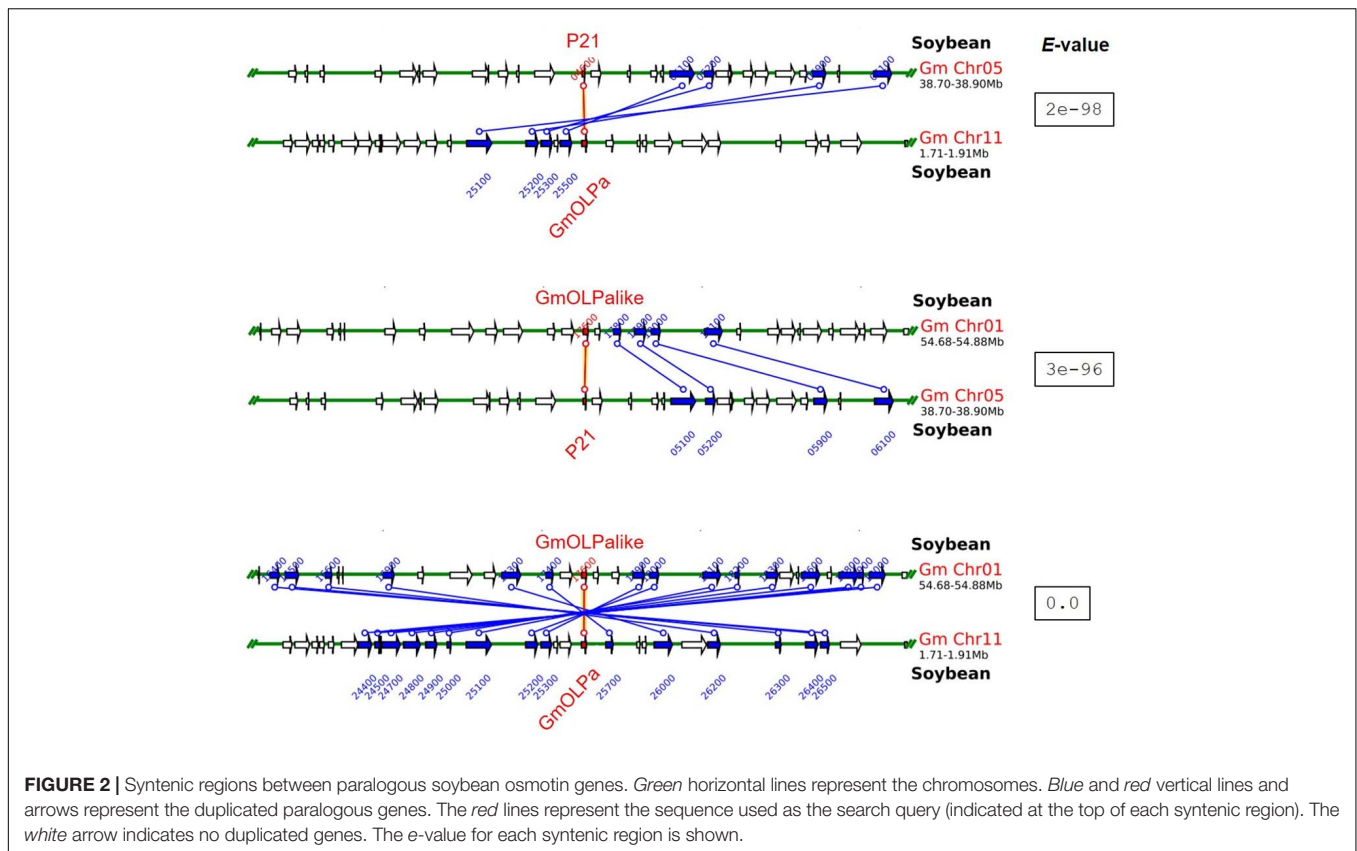 P21
Soybean
E-value
Gm Chr05
38.70-38.90Mb
2e-98
Gm Chr11
1.71-1.91Mb
Soybean
25100
25200
25300
25500
GmOLPa
GmOLPalike
Soybean
Gm Chr01
54.68-54.88Mb
3e-96
Gm Chr05
38.70-38.90Mb
Soybean
P21
05100
05200
05900
06100
GmOLPalike
Soybean
Gm Chr01
54.68-54.88Mb
0.0
Gm Chr11
1.71-1.91Mb
Soybean
24400
24500
24700
24800
24900
25000
25100
25200
25300
25700
26000
26200
26300
26400
26500
GmOLPa
FIGURE 2 | Syntenic regions between paralogous soybean osmotin genes. Green horizontal lines represent the chromosomes. Blue and red vertical lines and
arrows represent the duplicated paralogous genes. The red lines represent the sequence used as the search query (indicated at the top of each syntenic region). The
white arrow indicates no duplicated genes. The e-value for each syntenic region is shown.